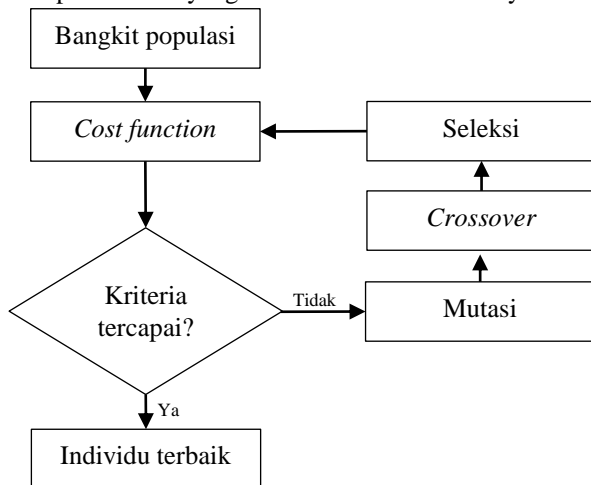 Bangkit populasi
Cost function
Seleksi
Crossover
Kriteria
tercapai?
Tidak
Mutasi
Ya
Individu terbaik